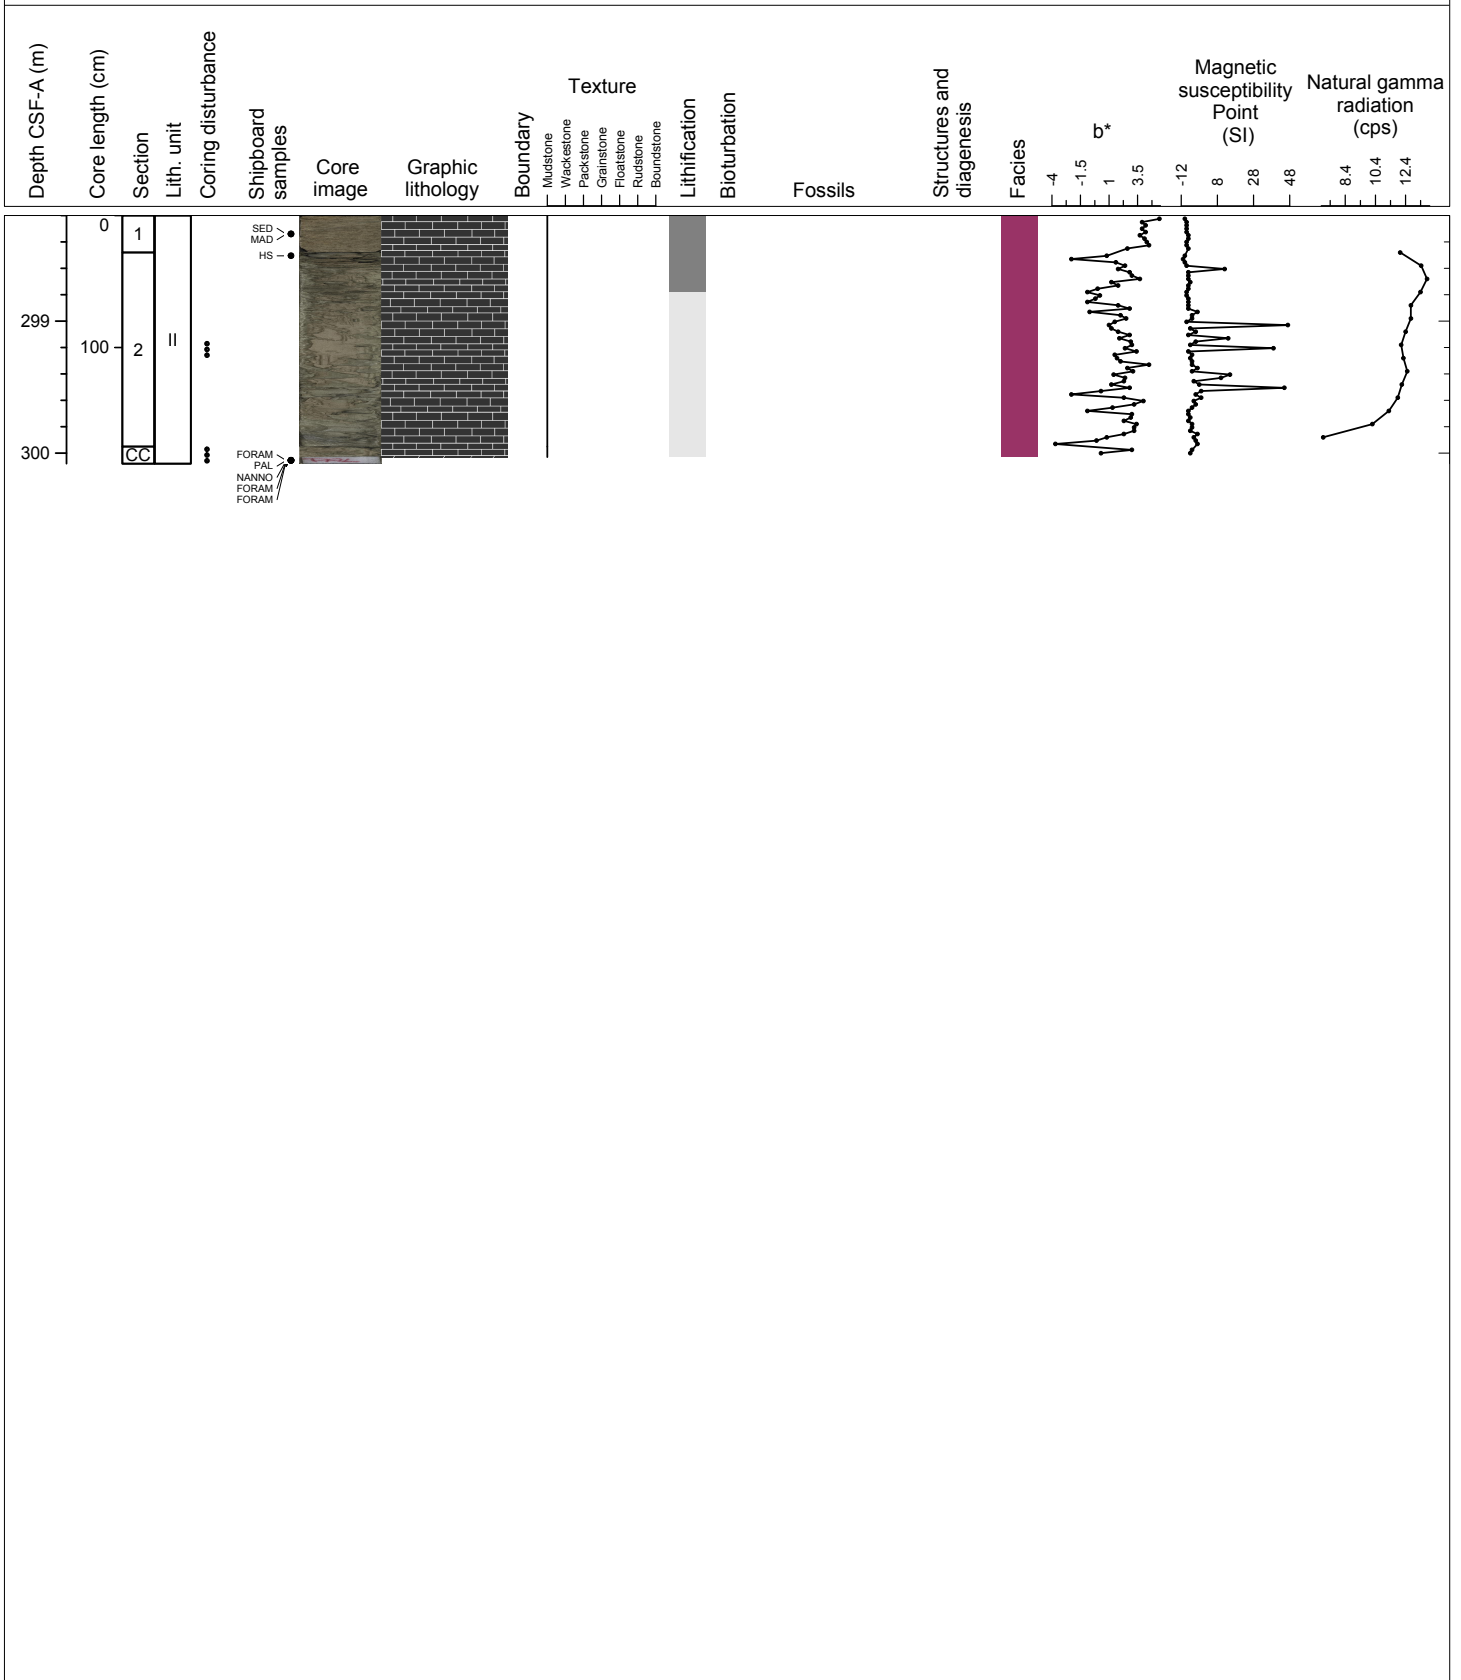 Depth CSF-A (m)
Core length (cm)
Section
Lith. unit
Coring disturbance
Shipboard
samples
Core
image
Graphic
lithology
Boundary
Texture
Mudstone
Wackestone
Packstone
Grainstone
Floatstone
Rudstone
Boundstone
Lithification
Bioturbation
Fossils
Structures and
diagenesis
Facies
b*
-4
-1.5
1
3.5
Magnetic
susceptibility
Point
(SI)
-12
8
28
48
Natural gamma
radiation
(cps)
8.4
10.4
12.4
299
300
0
100
1
2
CC
II
SED
MAD
HS
FORAM
PAL
NANNO
FORAM
FORAM